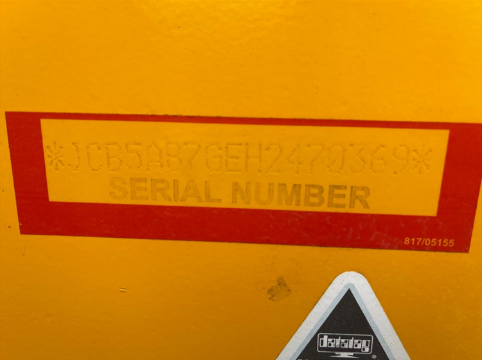 *JCB5AB7GEH2470369*
SERIAL NUMBER
817/05155
datatag